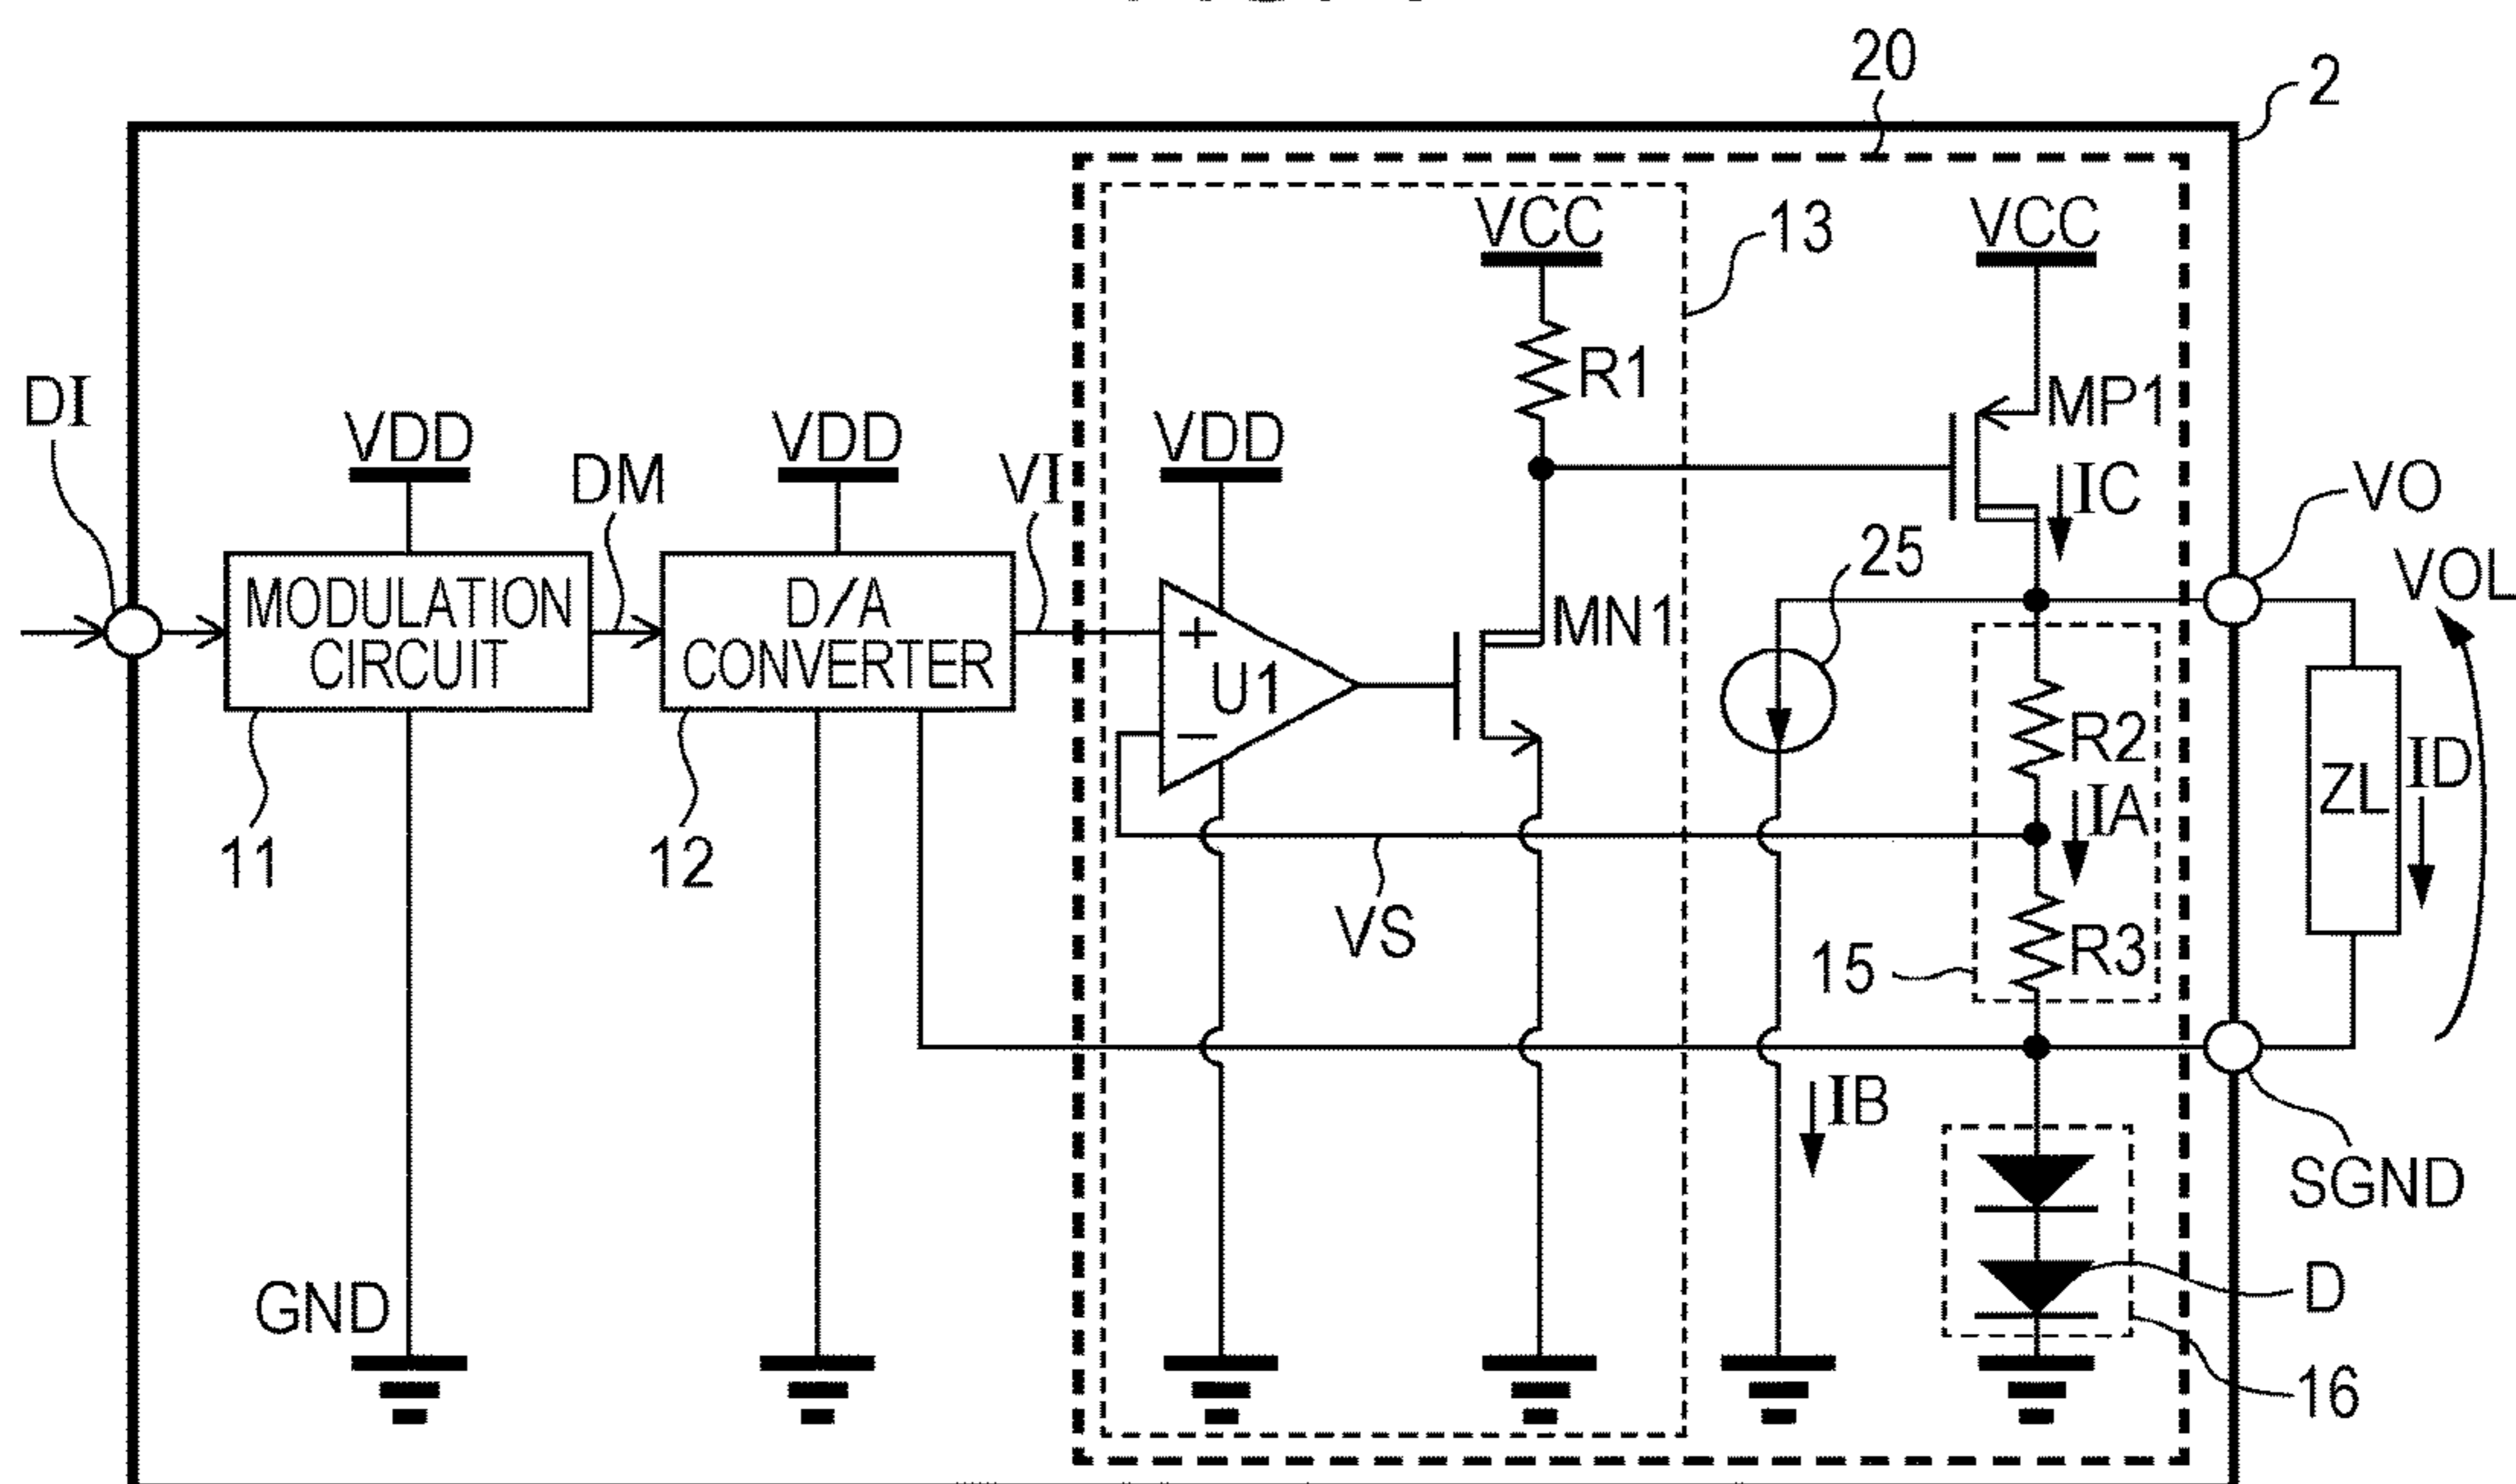 20
2
VCC
VCC
13
R1
MP1
DI
VDD
VDD
VDD
DM
VI
IC
VO
25
VOL
MODULATION
CIRCUIT
D/A
CONVERTER
+
U1
−
MN1
R2
ID
ZL
IA
11
12
VS
15
R3
IB
SGND
GND
D
16